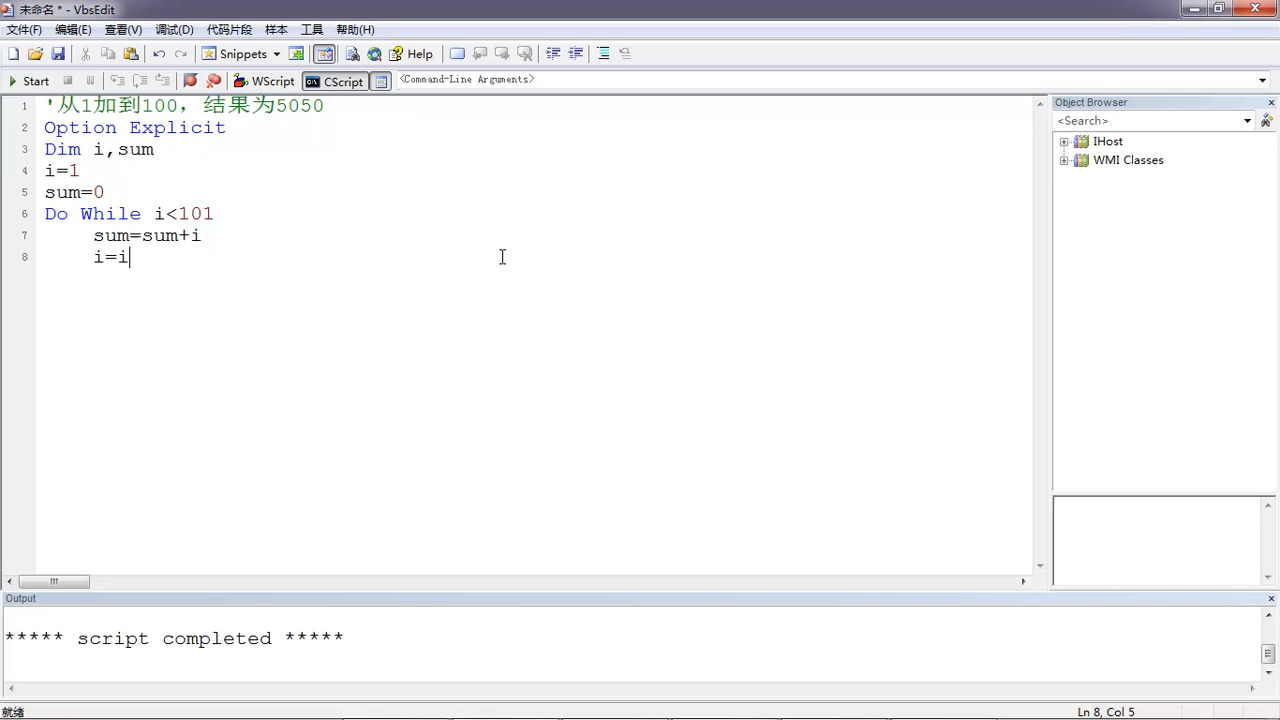 未命名 * - VbsEdit
文件(F) 编辑(E) 查看(V) 调试(D) 代码片段 样本 工具 帮助(H)
Snippets Help
Start WScript CScript <Command-Line Arguments>
1 '从1加到100，结果为5050
2 Option Explicit
3 Dim i,sum
4 i=1
5 sum=0
6 Do While i<101
7 sum=sum+i
8 i=i
Object Browser
<Search>
IHost
WMI Classes
Output
***** script completed *****
就绪
Ln 8, Col 5